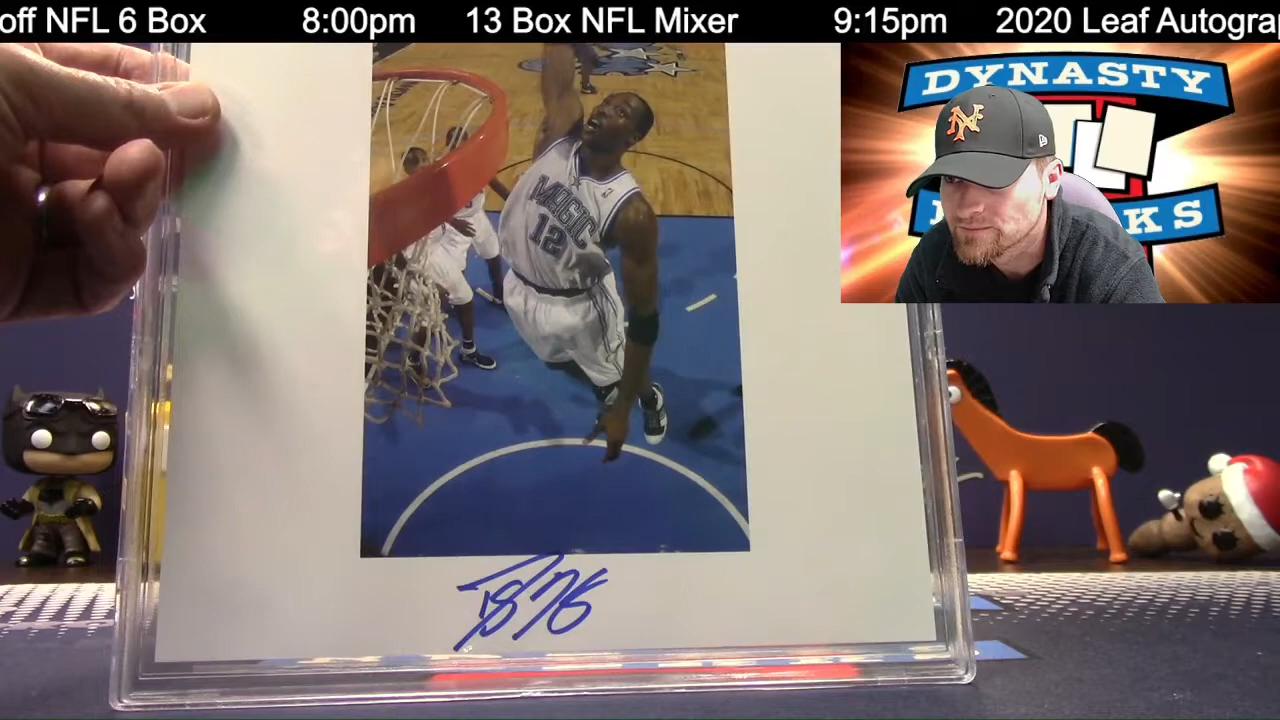 off NFL 6 Box 8:00pm 13 Box NFL Mixer 9:15pm 2020 Leaf Autograp
DYNASTY
NY
KS
MAGIC
12